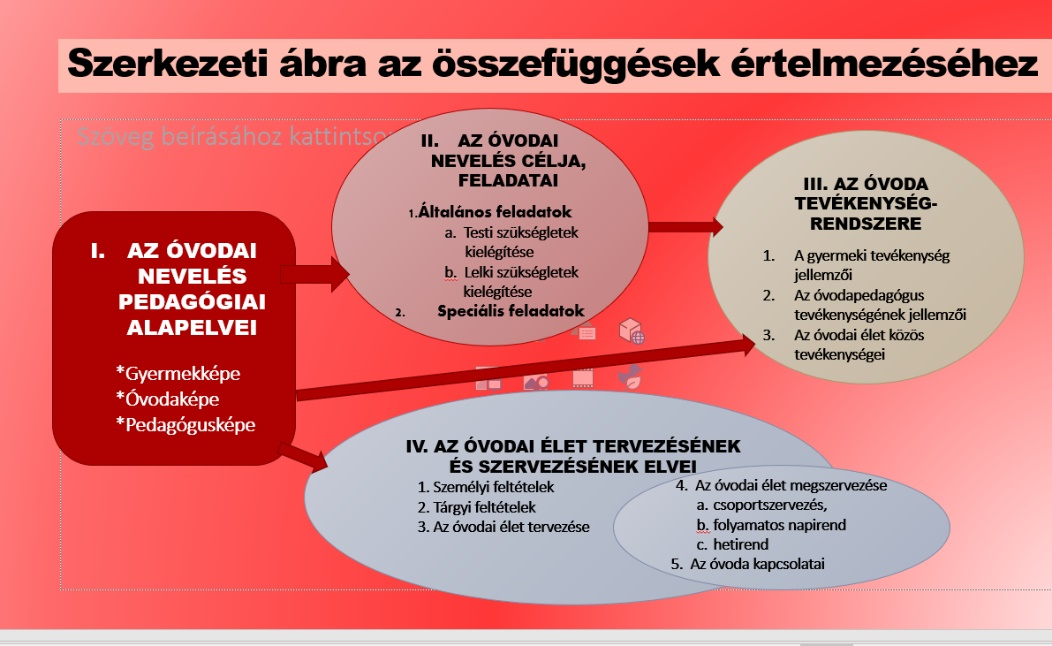 Szerkezeti ábra az összefüggések értelmezéséhez
Szöveg beírásához kattintso
I. AZ ÓVODAI
NEVELÉS
PEDAGÓGIAI
ALAPELVEI
*Gyermekképe
*Óvodaképe
*Pedagógusképe
II. AZ ÓVODAI
NEVELÉS CÉLJA,
FELADATAI
1.Általános feladatok
a. Testi szükségletek
kielégítése
b. Lelki szükségletek
kielégítése
2. Speciális feladatok
III. AZ ÓVODA
TEVÉKENYSÉG-
RENDSZERE
1. A gyermeki tevékenység
jellemzői
2. Az óvodapedagógus
tevékenységének jellemzői
3. Az óvodai élet közös
tevékenységei
IV. AZ ÓVODAI ÉLET TERVEZÉSÉNEK
ÉS SZERVEZÉSÉNEK ELVEI
1. Személyi feltételek
2. Tárgyi feltételek
3. Az óvodai élet tervezése
4. Az óvodai élet megszervezése
a. csoportszervezés,
b. folyamatos napirend
c. hetirend
5. Az óvoda kapcsolatai